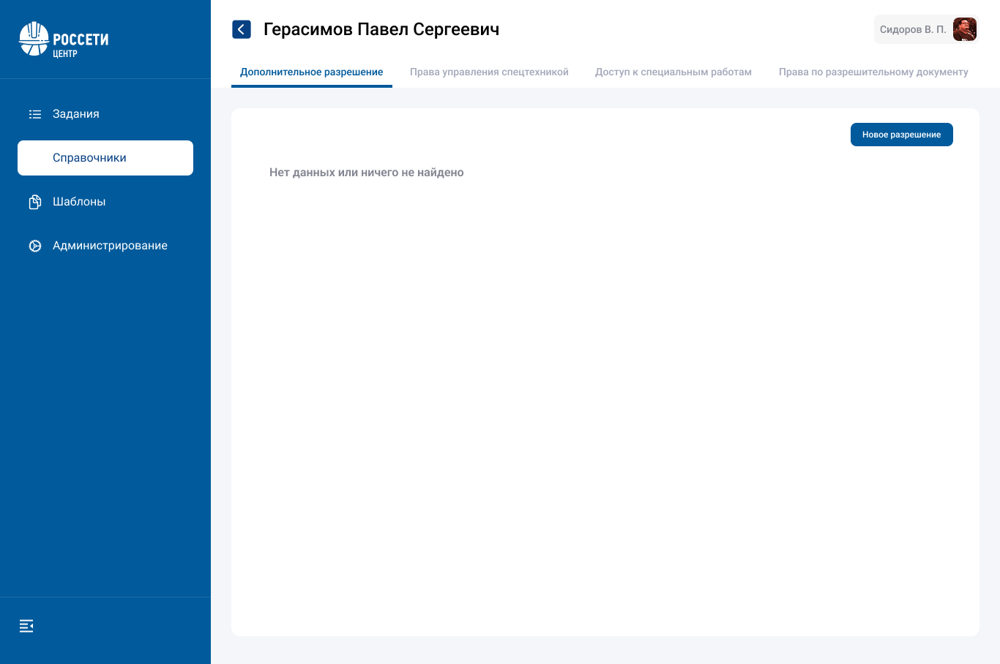 РОССЕТИ
ЦЕНТР
Задания
Справочники
Шаблоны
Администрирование
Герасимов Павел Сергеевич
Сидоров В. П.
Дополнительное разрешение
Права управления спецтехникой
Доступ к специальным работам
Права по разрешительному документу
Новое разрешение
Нет данных или ничего не найдено